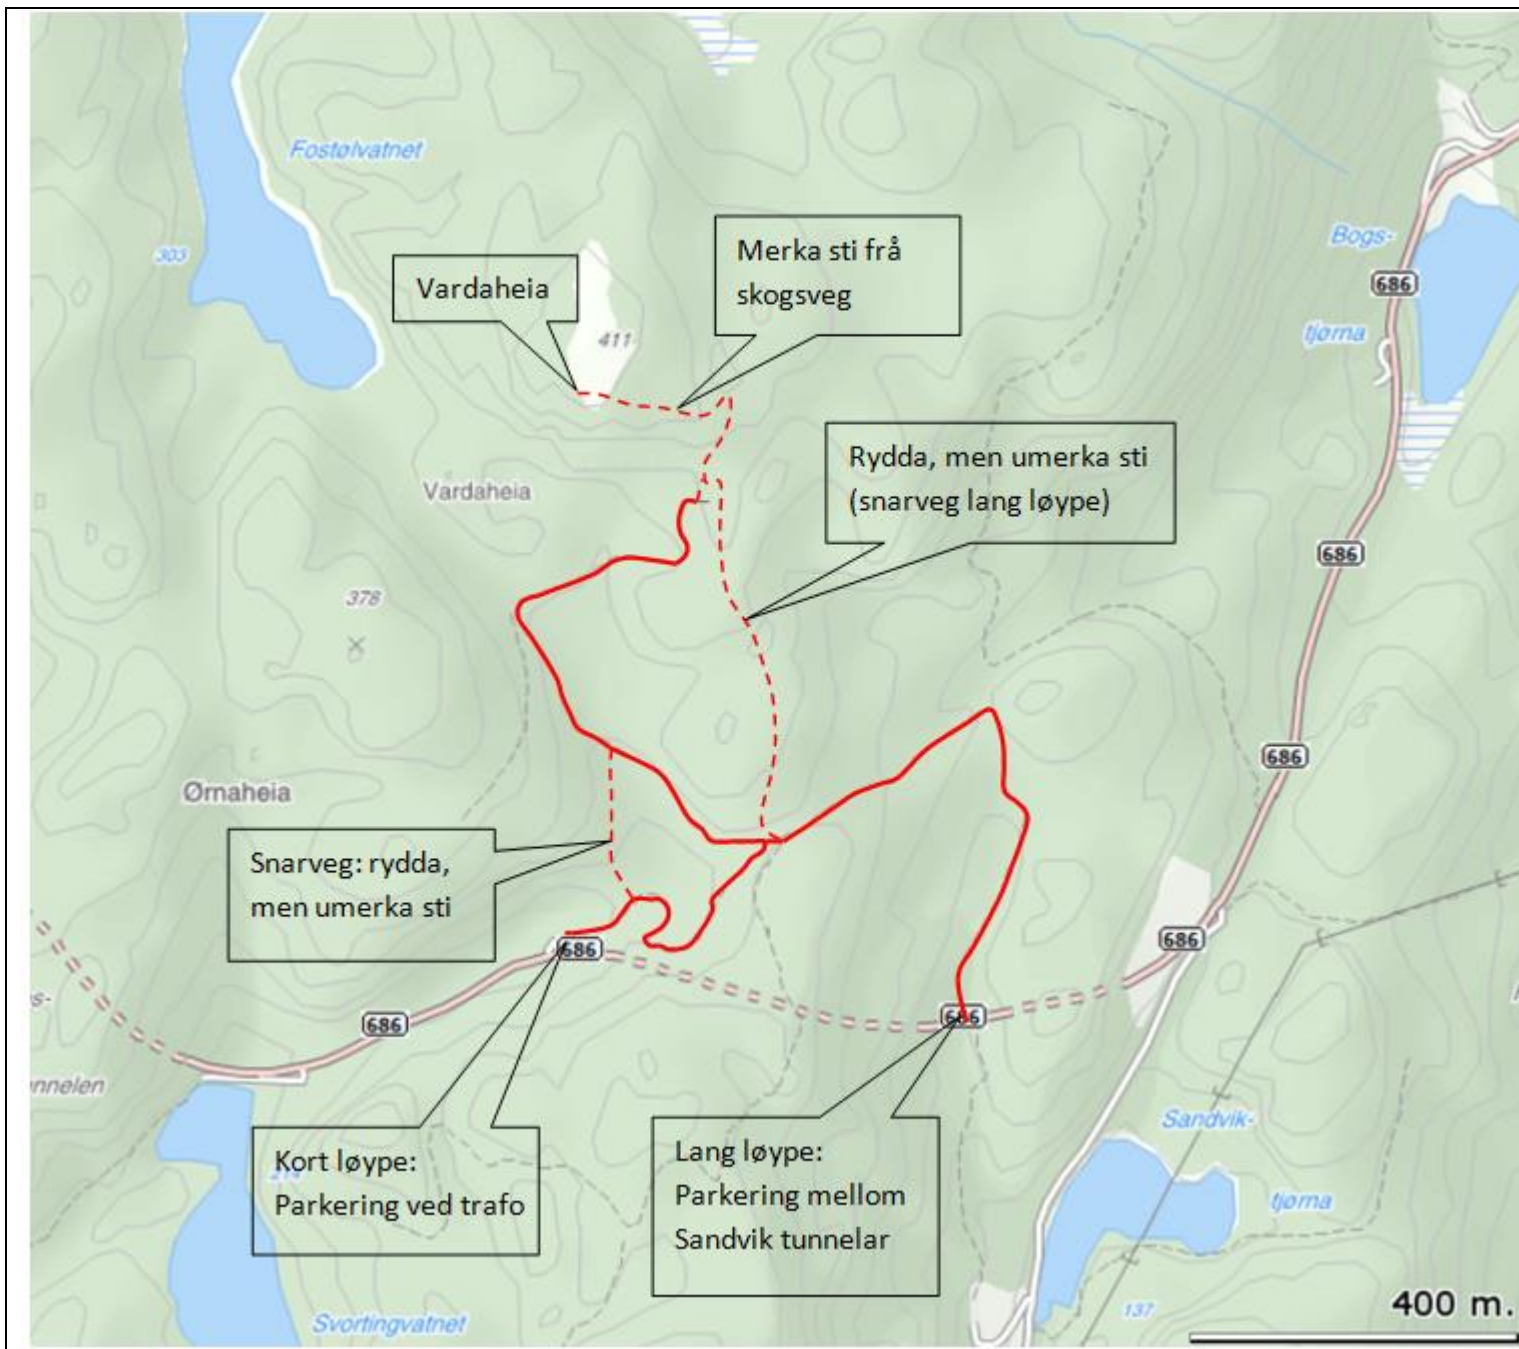 Fostølvatnet
303
Bogs-
tjørna
686
Vardaheia
Merka sti frå
skogsveg
411
Rydda, men umerka sti
(snarveg lang løype)
Vardaheia
686
378
686
Ørnaheia
Snarveg: rydda,
men umerka sti
686
686
686
686
nnelen
Kort løype:
Parkering ved trafo
Lang løype:
Parkering mellom
Sandvik tunnelar
Sandvik-
tjørna
137
Svortingvatnet
400 m.